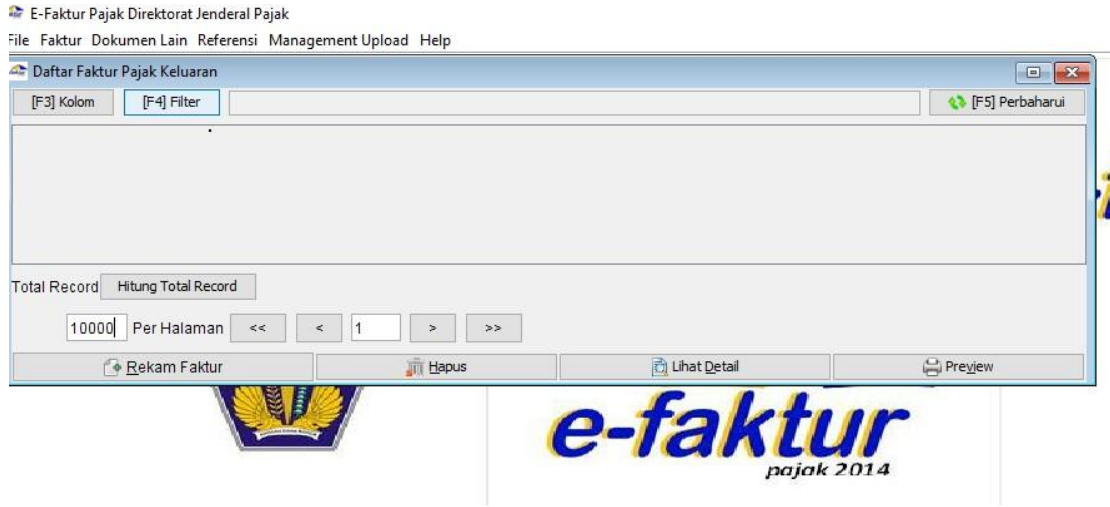 E-Faktur Pajak Direktorat Jenderal Pajak
File Faktur Dokumen Lain Referensi Management Upload Help
Daftar Faktur Pajak Keluaran
[F3] Kolom [F4] Filter [F5] Perbaharui
Total Record Hitung Total Record
10000 Per Halaman << < 1 > >>
Rekam Faktur Hapus Lihat Detail Preview
e-faktur
pajak 2014